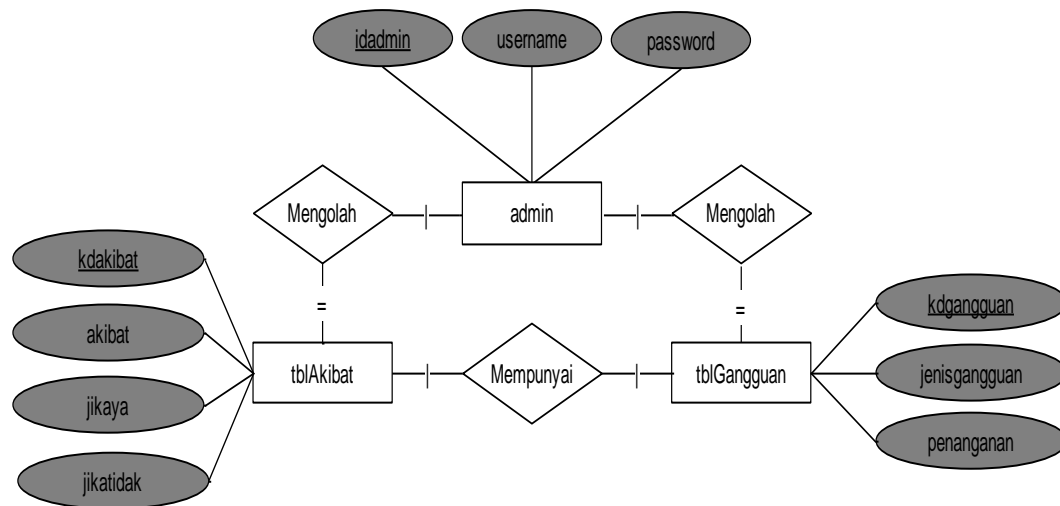 idadmin
username
password
Mengolah
admin
Mengolah
kdakibat
akibat
jikaya
jikatidak
=
=
tblAkibat
Mempunyai
tblGangguan
kdgangguan
jenisgangguan
penanganan